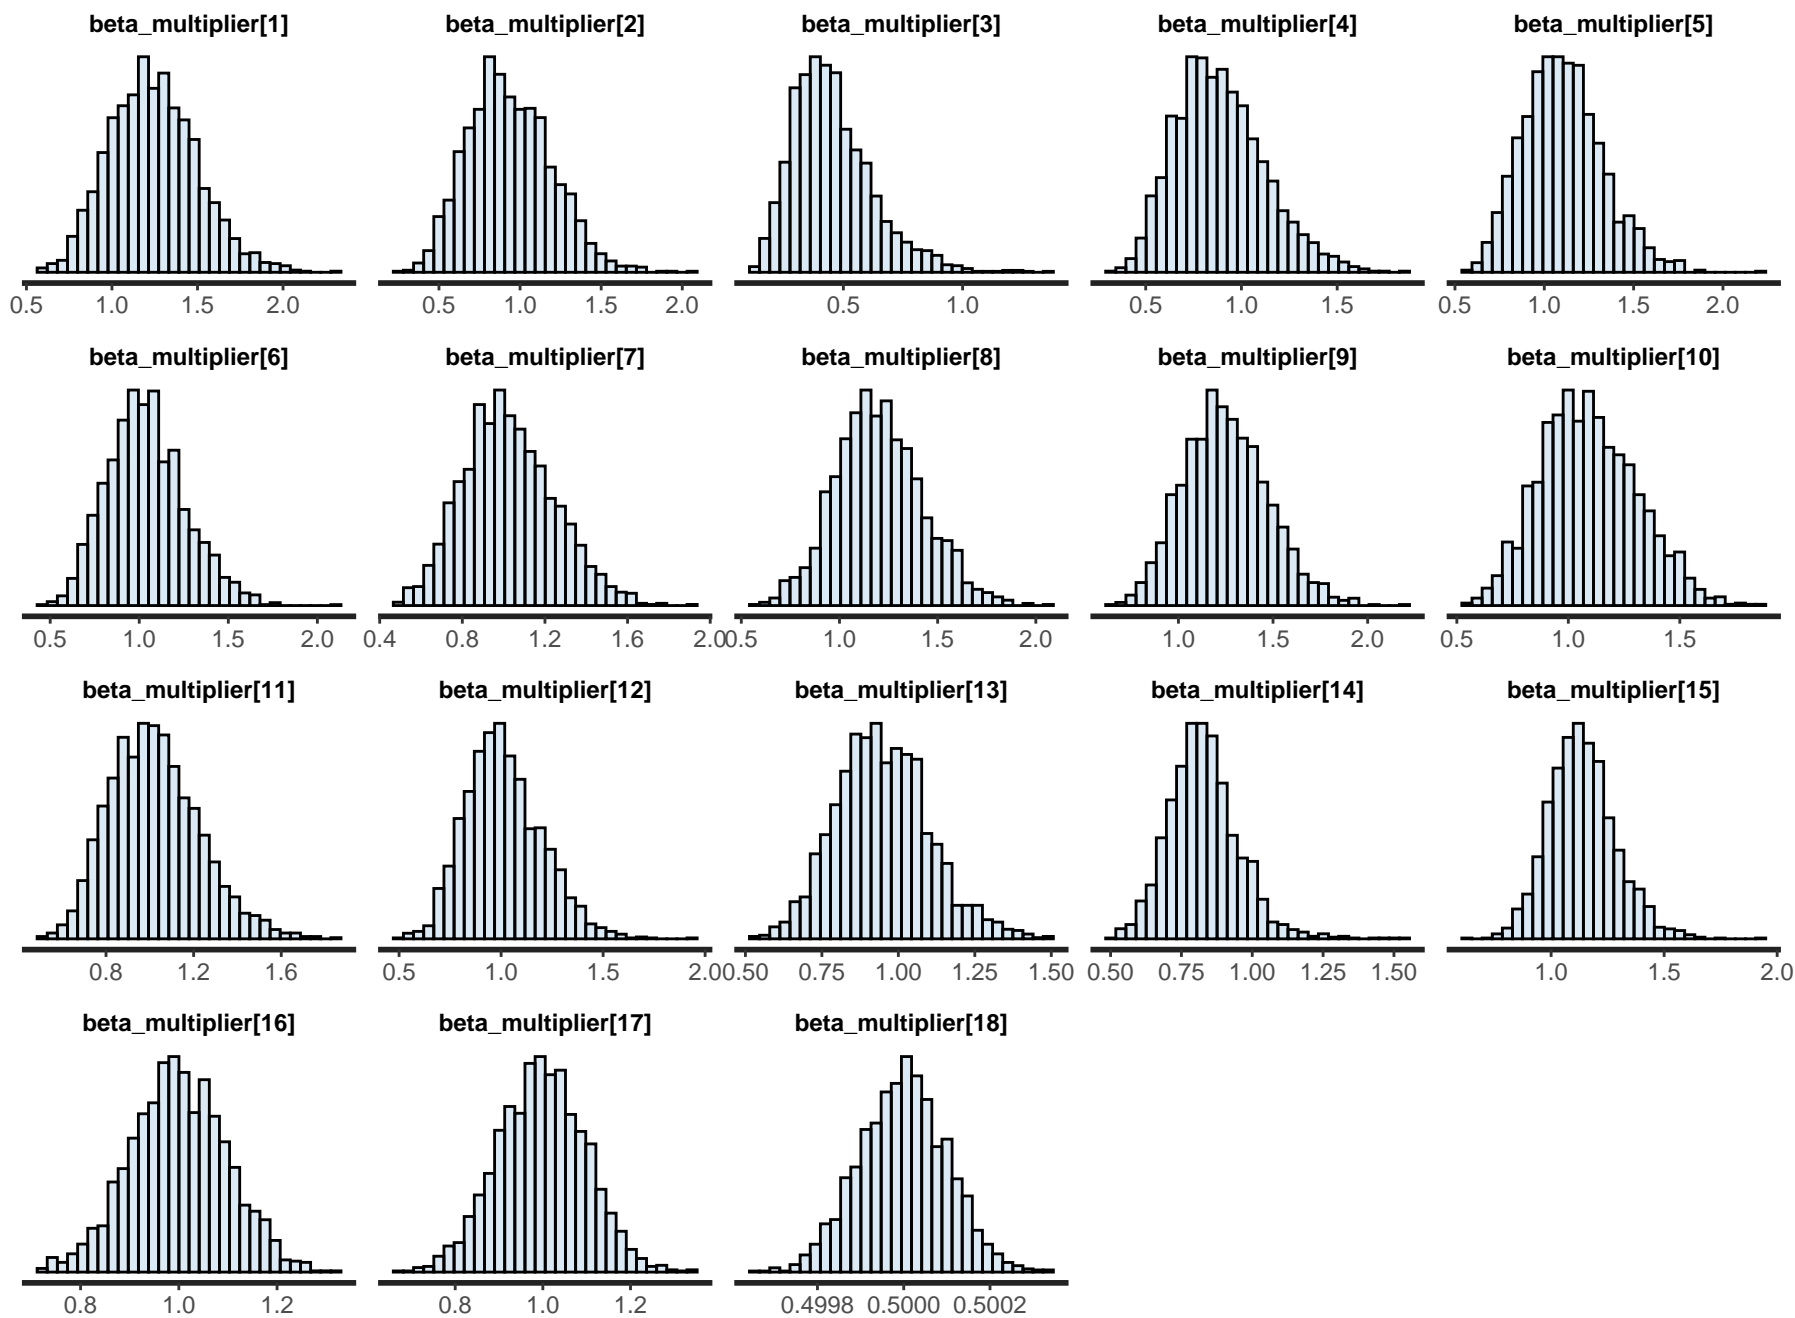 beta_multiplier[1] beta_multiplier[2] beta_multiplier[3] beta_multiplier[4] beta_multiplier[5]
0.5 1.0 1.5 2.0 0.5 1.0 1.5 2.0 0.5 1.0 0.5 1.0 1.5 0.5 1.0 1.5 2.0
beta_multiplier[6] beta_multiplier[7] beta_multiplier[8] beta_multiplier[9] beta_multiplier[10]
0.5 1.0 1.5 2.0 0.4 0.8 1.2 1.6 2.0 0.5 1.0 1.5 2.0 1.0 1.5 2.0 0.5 1.0 1.5
beta_multiplier[11] beta_multiplier[12] beta_multiplier[13] beta_multiplier[14] beta_multiplier[15]
0.8 1.2 1.6 0.5 1.0 1.5 2.0 0.50 0.75 1.00 1.25 1.50 0.50 0.75 1.00 1.25 1.50 1.0 1.5 2.0
beta_multiplier[16] beta_multiplier[17] beta_multiplier[18]
0.8 1.0 1.2 0.8 1.0 1.2 0.4998 0.5000 0.5002